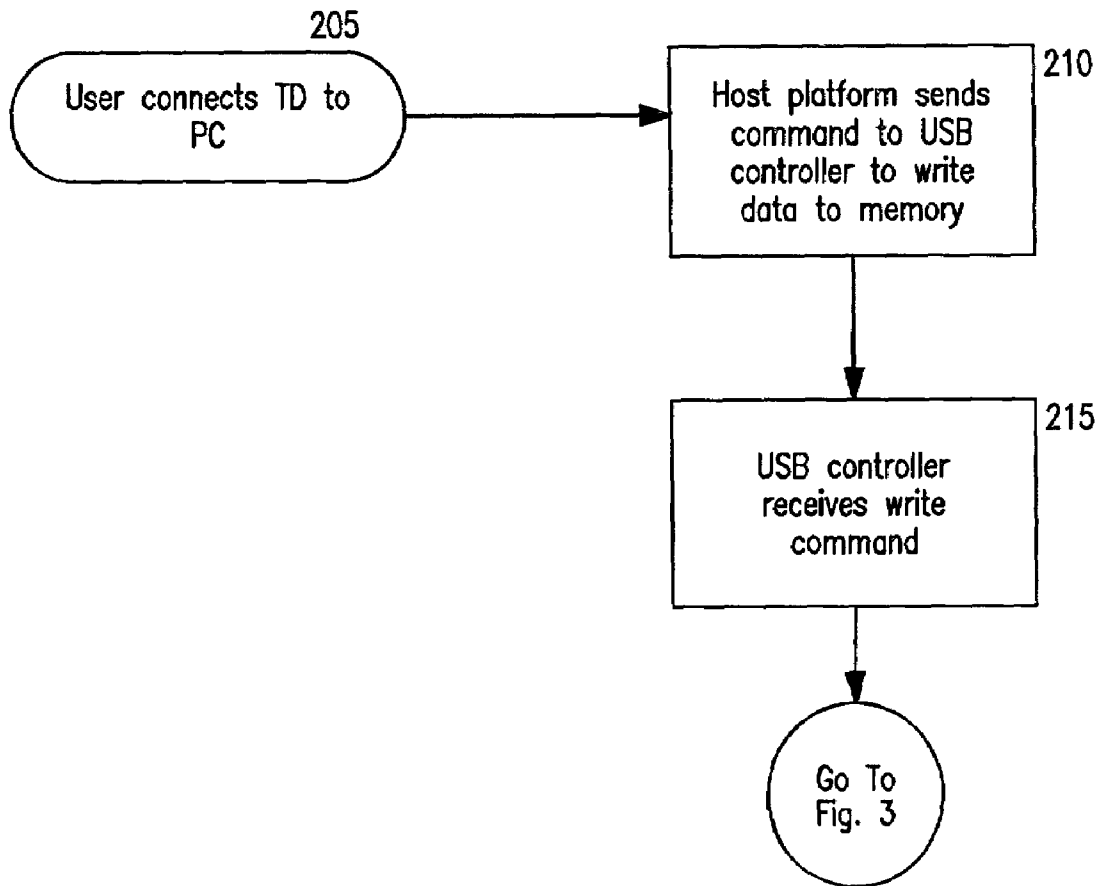 205
User connects TD to
PC
210
Host platform sends
command to USB
controller to write
data to memory
215
USB controller
receives write
command
Go To
Fig. 3